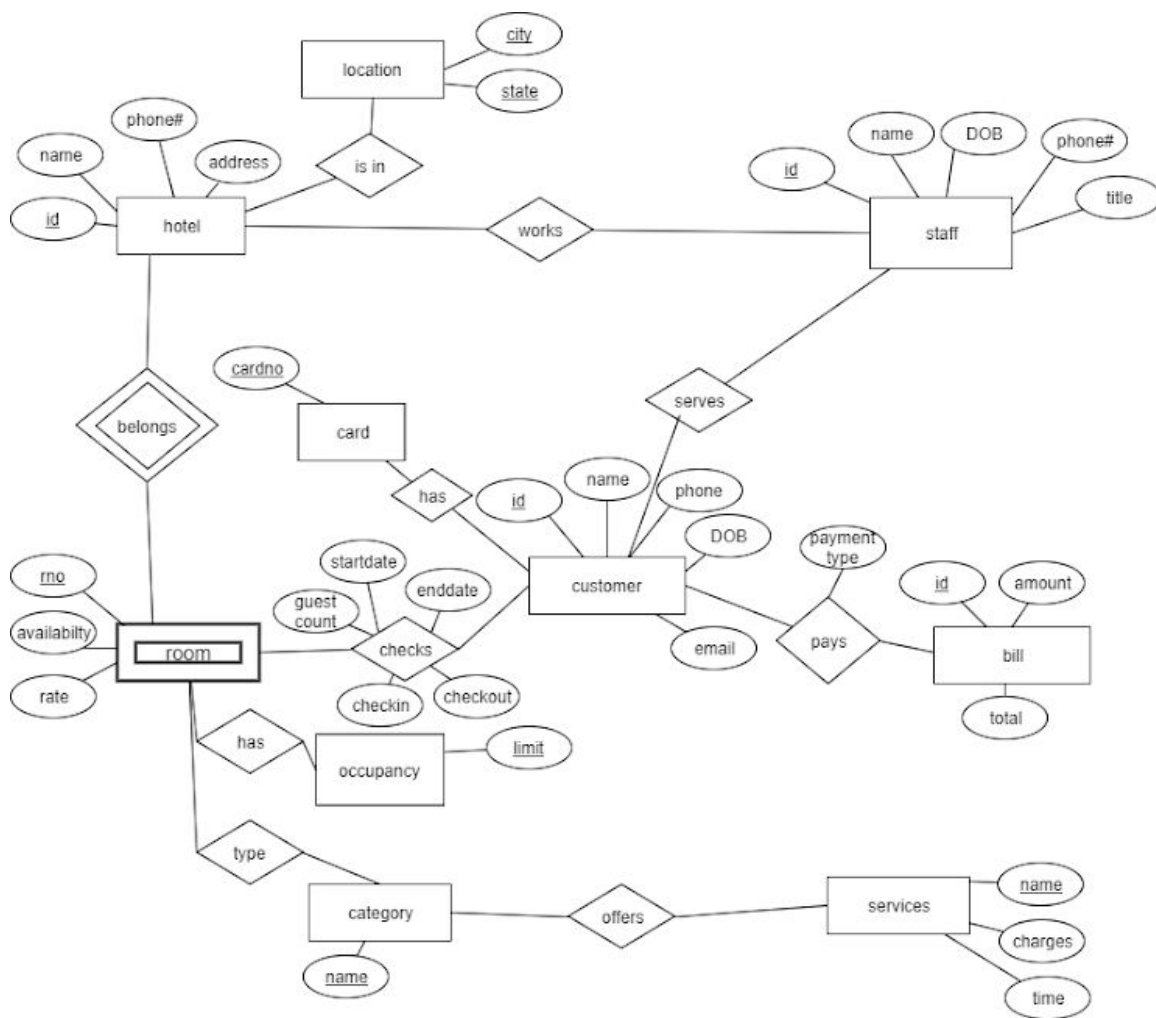 city
location
state
phone#
name
address
is in
id
hotel
works
name
DOB
phone#
id
title
staff
cardno
belongs
card
serves
has
id
name
phone
DOB
payment
type
startdate
customer
id
amount
rno
guest
count
enddate
availabilty
room
checks
email
pays
bill
rate
checkin
checkout
total
has
occupancy
limit
type
category
offers
services
name
charges
name
time